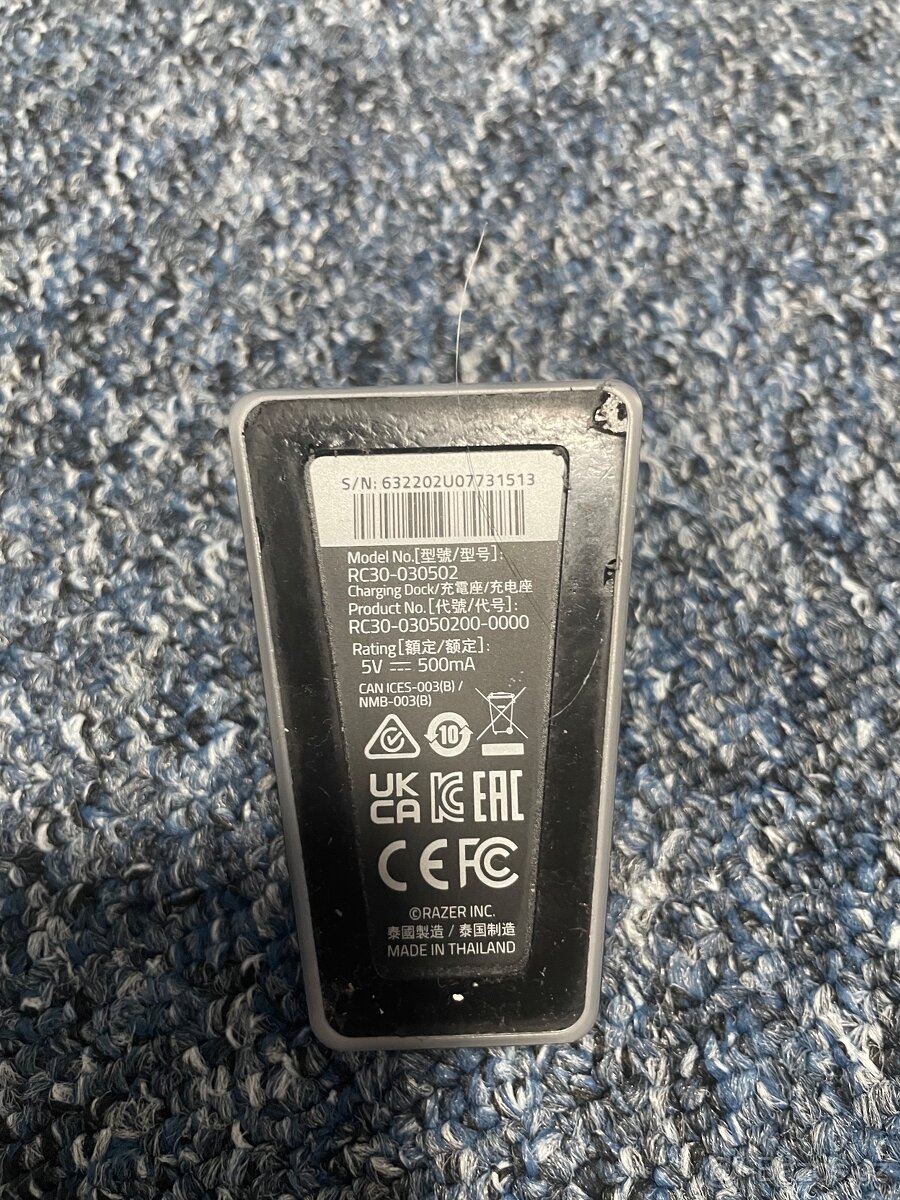 S/N: 632202U07731513
Model No.[型號/型号]:
RC30-030502
Charging Dock/充電座/充电座
Product No.[代號/代号]:
RC30-03050200-0000
Rating[額定/额定]:
5V ⎓ 500mA
CAN ICES-003(B) /
NMB-003(B)
10
UK
CA
EAC
CE FC
©RAZER INC.
泰國製造 / 泰国制造
MADE IN THAILAND